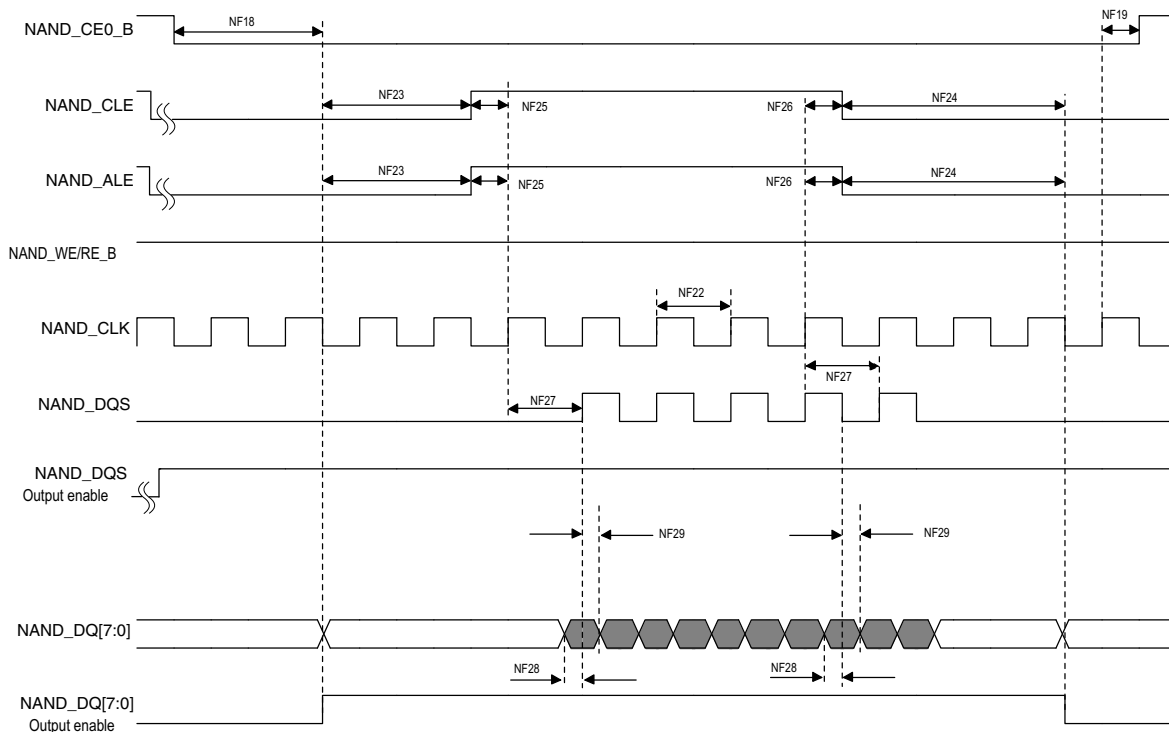 NF18
NF19
NAND_CE0_B
NF23
NF25
NF26
NF24
NAND_CLE
NF23
NF25
NF26
NF24
NAND_ALE
NAND_WE/RE_B
NF22
NAND_CLK
NF27
NF27
NAND_DQS
NAND_DQS
Output enable
NF29
NF29
NAND_DQ[7:0]
NF28
NF28
NAND_DQ[7:0]
Output enable